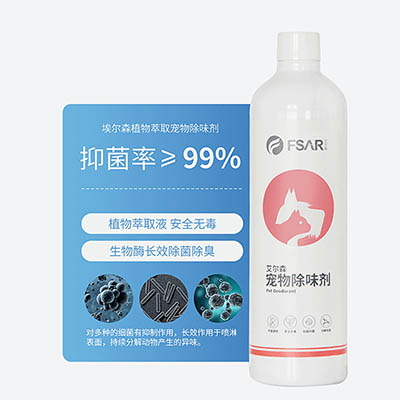 埃尔森植物萃取宠物除味剂
抑菌率≥99%
植物萃取液 安全无毒
生物酶长效除菌除臭
对多种的细菌有抑制作用，长效作用于喷淋
表面，持续分解动物产生的异味。
FSAR
艾尔森
宠物除味剂
Pet Deodorant